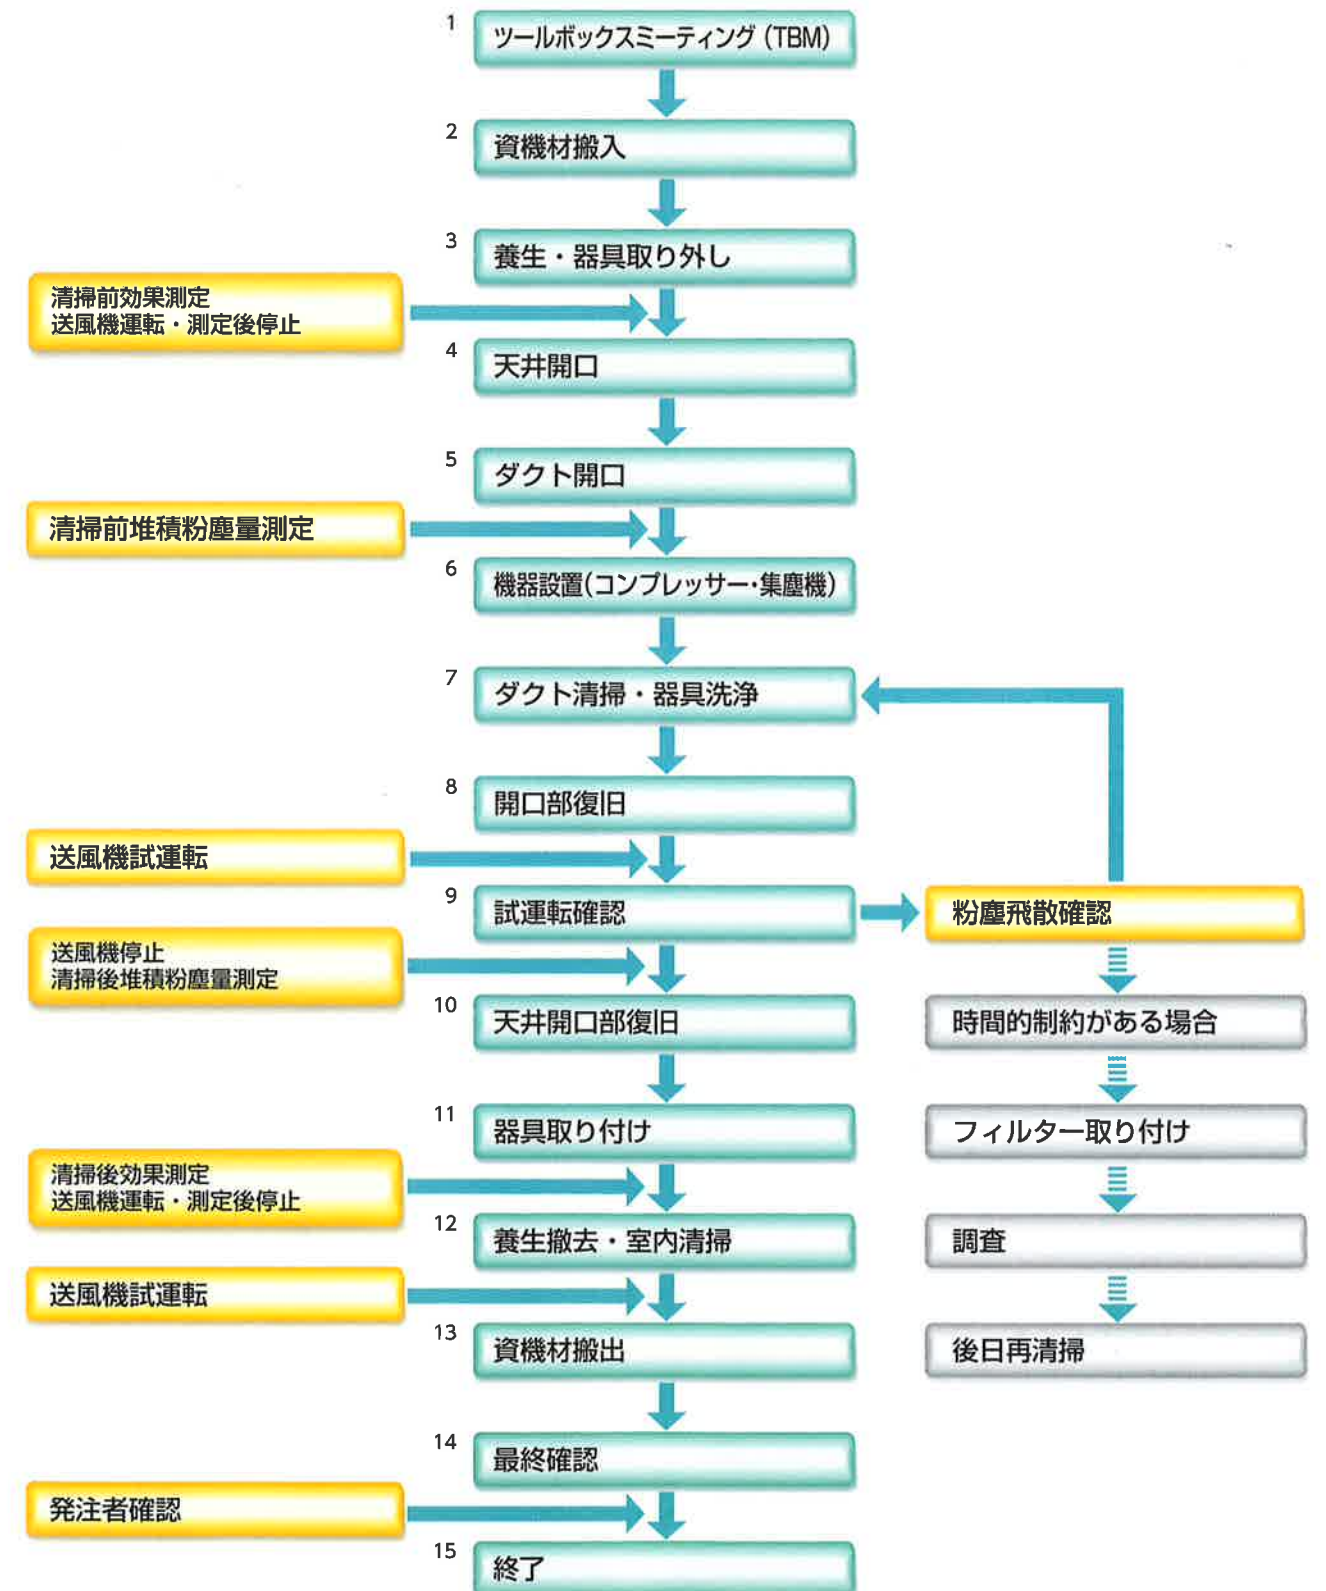 1
ツールボックスミーティング（TBM）
2
資機材搬入
3
養生・器具取り外し
清掃前効果測定
送風機運転・測定後停止
4
天井開口
5
ダクト開口
清掃前堆積粉塵量測定
6
機器設置（コンプレッサー・集塵機）
7
ダクト清掃・器具洗浄
8
開口部復旧
送風機試運転
9
試運転確認
粉塵飛散確認
送風機停止
清掃後堆積粉塵量測定
10
天井開口部復旧
時間的制約がある場合
11
器具取り付け
フィルター取り付け
清掃後効果測定
送風機運転・測定後停止
12
養生撤去・室内清掃
調査
送風機試運転
13
資機材搬出
後日再清掃
14
最終確認
発注者確認
15
終了